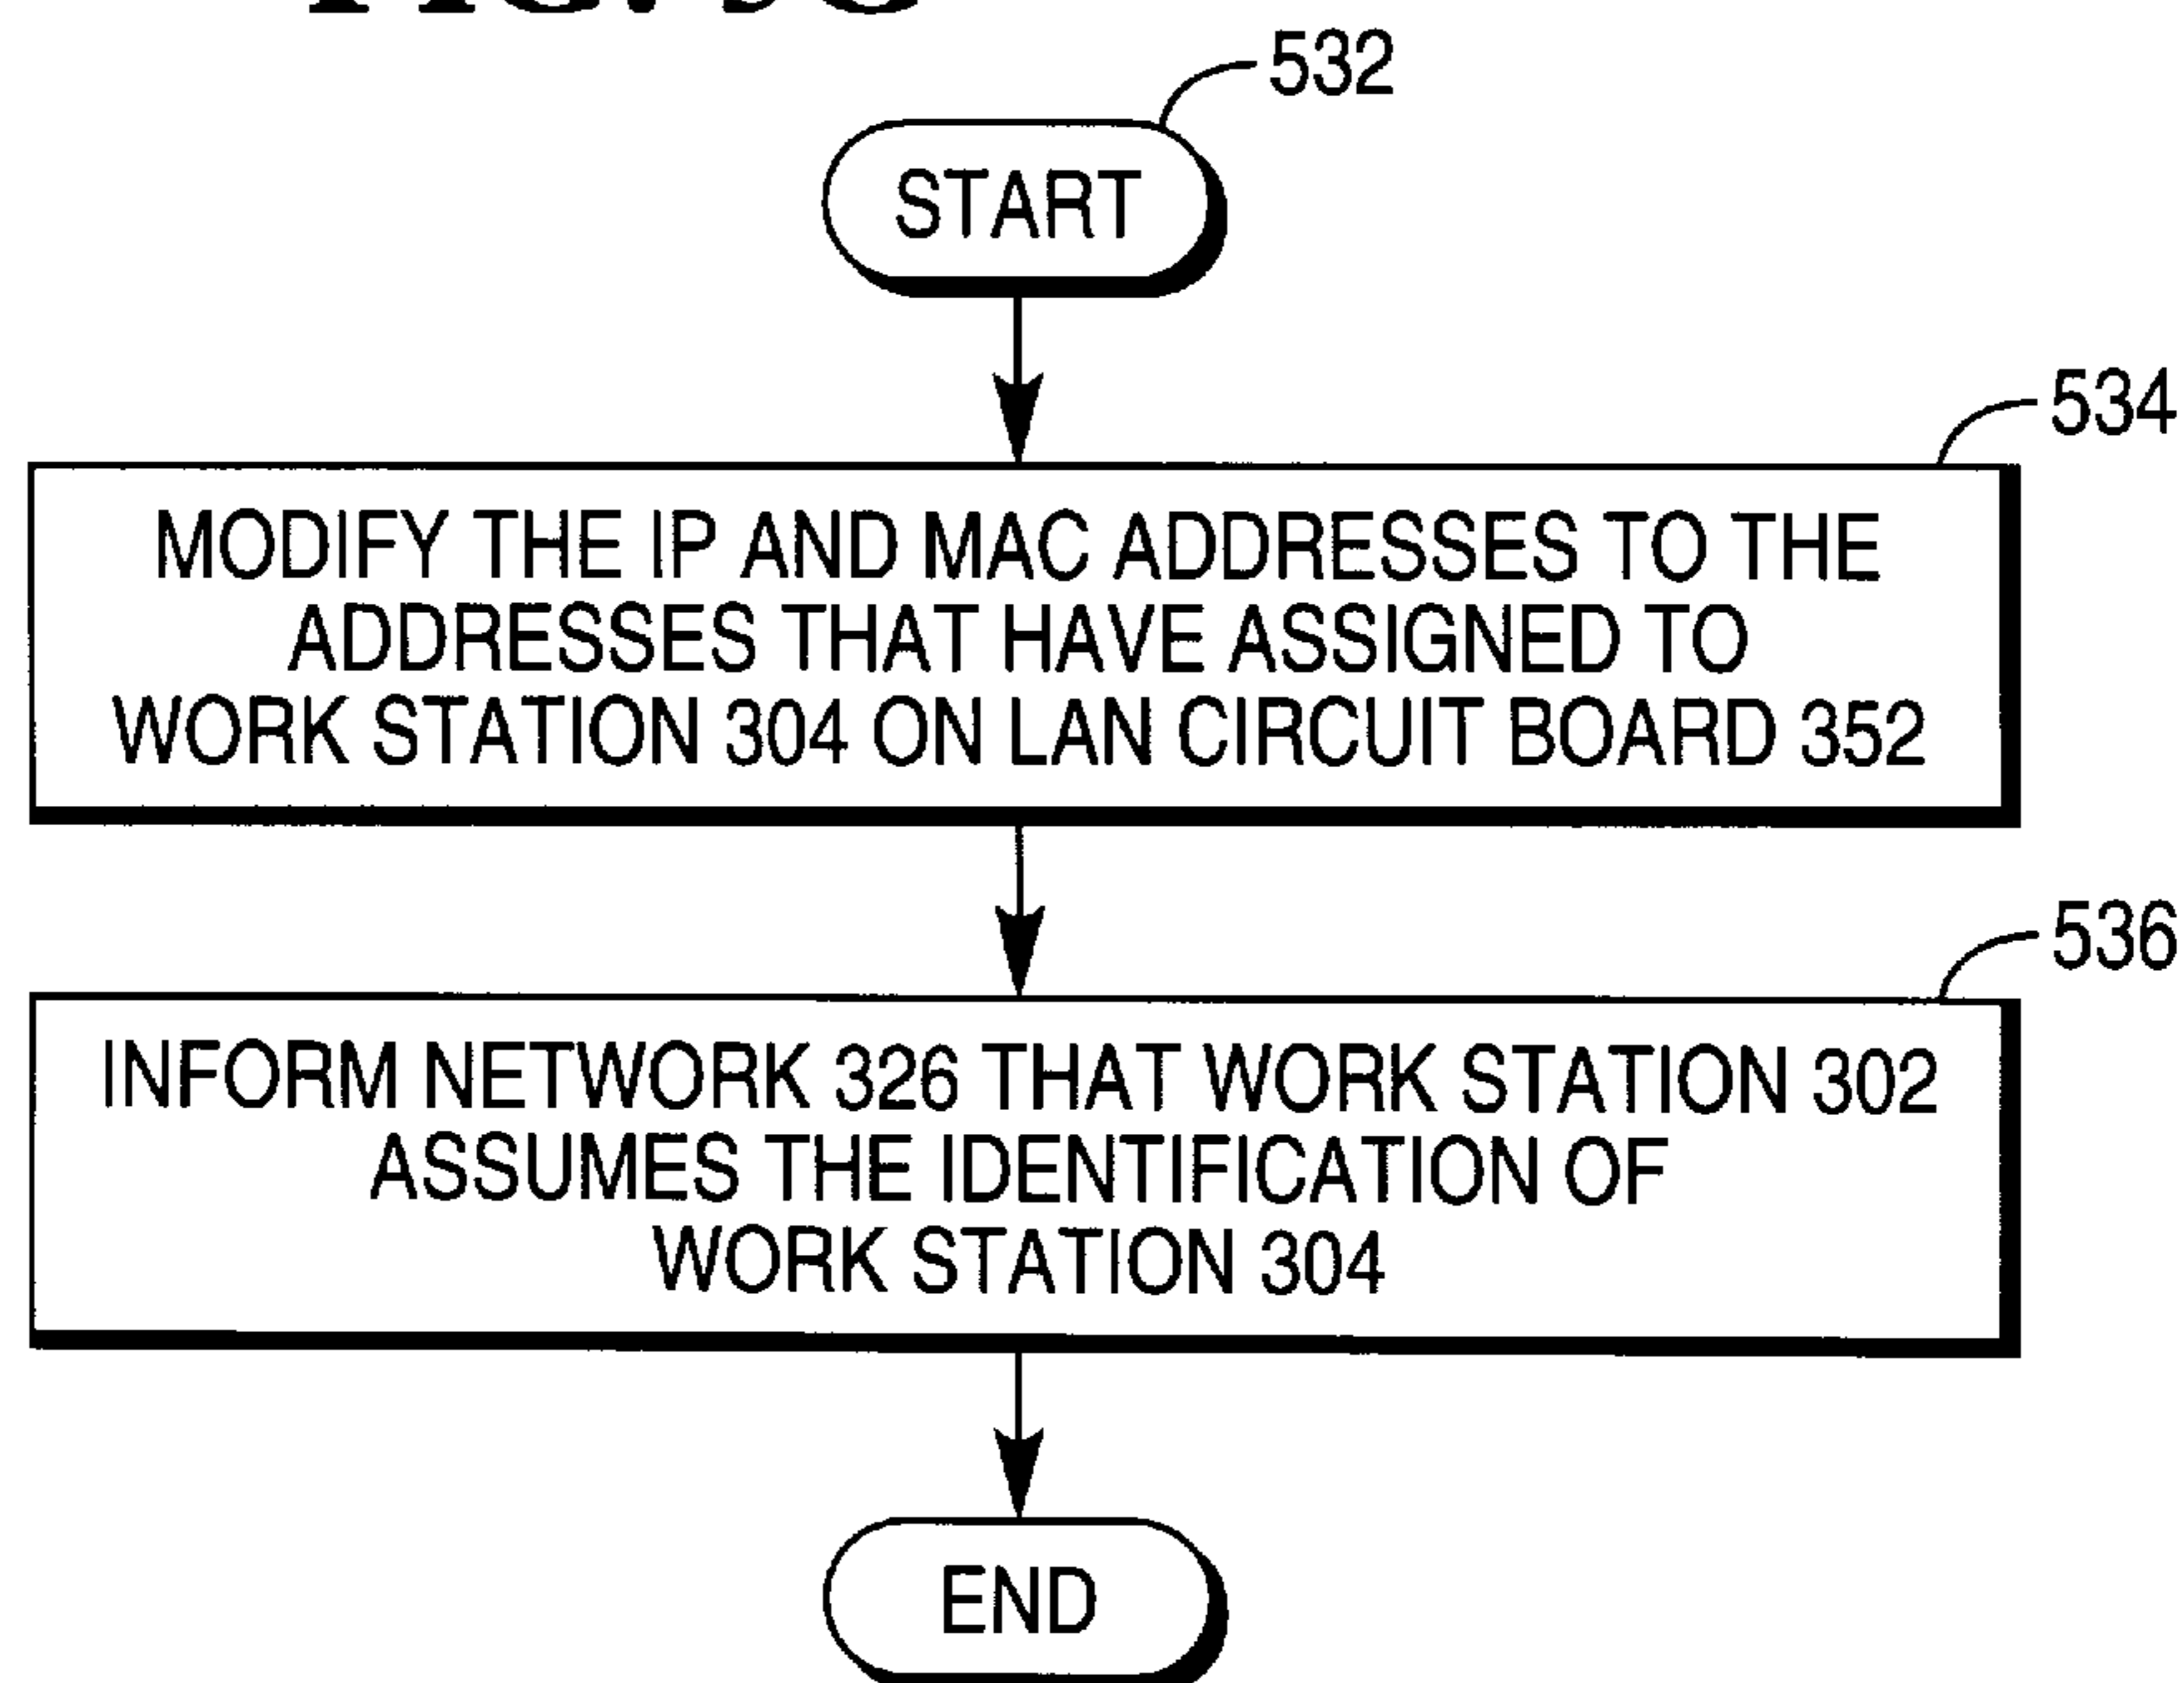 532
START
534
MODIFY THE IP AND MAC ADDRESSES TO THE
ADDRESSES THAT HAVE ASSIGNED TO
WORK STATION 304 ON LAN CIRCUIT BOARD 352
536
INFORM NETWORK 326 THAT WORK STATION 302
ASSUMES THE IDENTIFICATION OF
WORK STATION 304
END